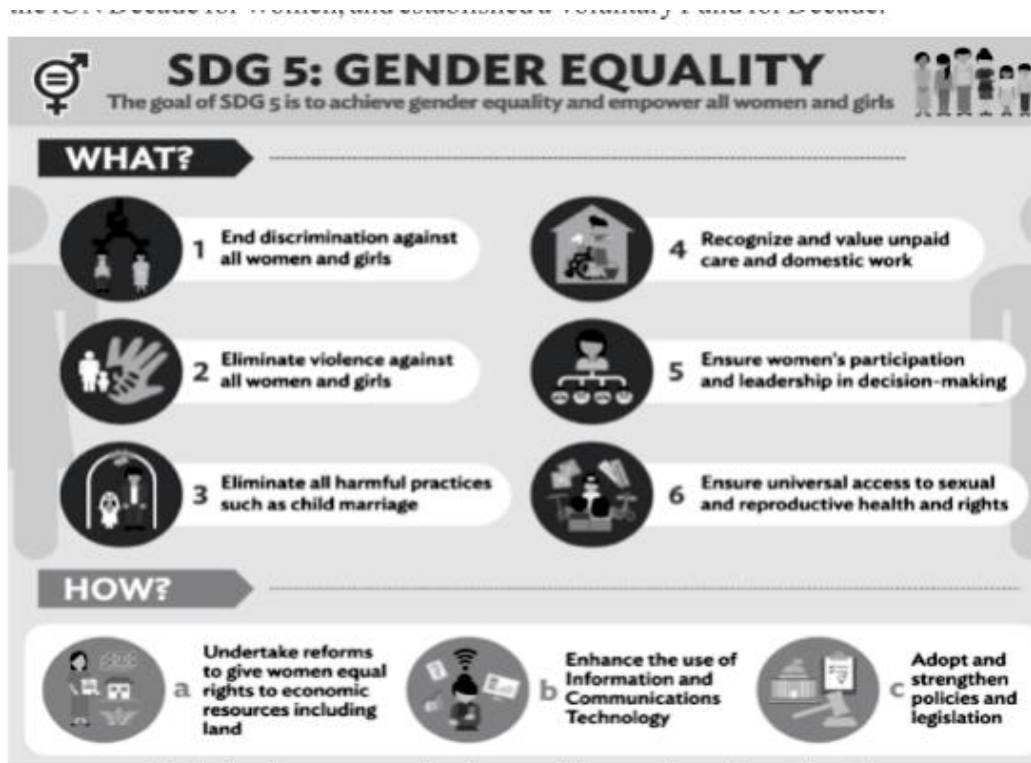 SDG 5: GENDER EQUALITY
The goal of SDG 5 is to achieve gender equality and empower all women and girls
WHAT?
1 End discrimination against
all women and girls
2 Eliminate violence against
all women and girls
3 Eliminate all harmful practices
such as child marriage
4 Recognize and value unpaid
care and domestic work
5 Ensure women's participation
and leadership in decision-making
6 Ensure universal access to sexual
and reproductive health and rights
HOW?
a Undertake reforms
to give women equal
rights to economic
resources including
land
b Enhance the use of
Information and
Communications
Technology
c Adopt and
strengthen
policies and
legislation